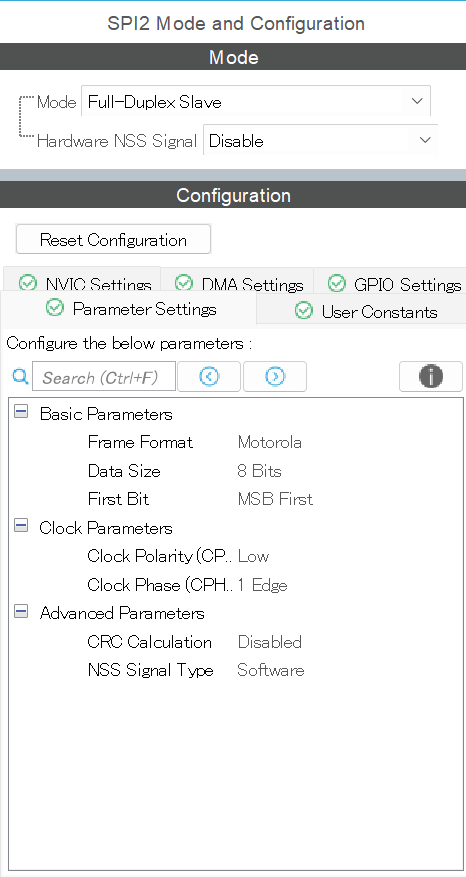 SPI2 Mode and Configuration
Mode
Mode Full-Duplex Slave
Hardware NSS Signal Disable
Configuration
Reset Configuration
NVIC Settings DMA Settings GPIO Settings
Parameter Settings User Constants
Configure the below parameters :
Search (Ctrl+F)
Basic Parameters
Frame Format Motorola
Data Size 8 Bits
First Bit MSB First
Clock Parameters
Clock Polarity (CP.. Low
Clock Phase (CPH.. 1 Edge
Advanced Parameters
CRC Calculation Disabled
NSS Signal Type Software